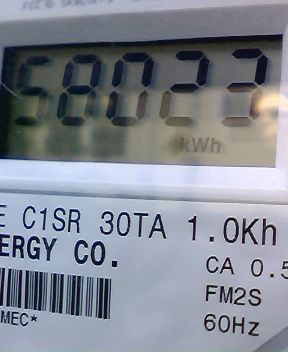 58023
kWh
E C1SR 30TA 1.0Kh
ERGY CO.
CA 0.5
FM2S
MEC*
60Hz